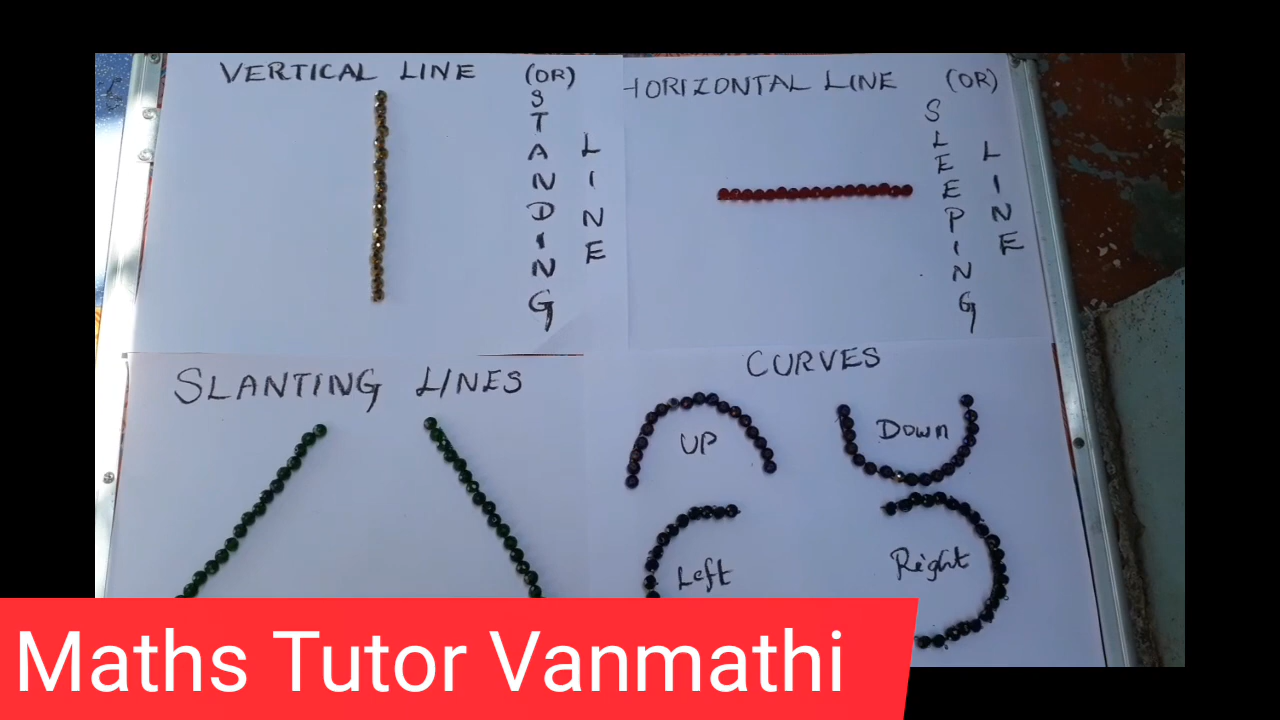 VERTICAL LINE (OR)
STANDING
LINE
HORIZONTAL LINE (OR)
SLEEPING
LINE
SLANTING LINES
CURVES
UP
Down
Left
Right
Maths Tutor Vanmathi